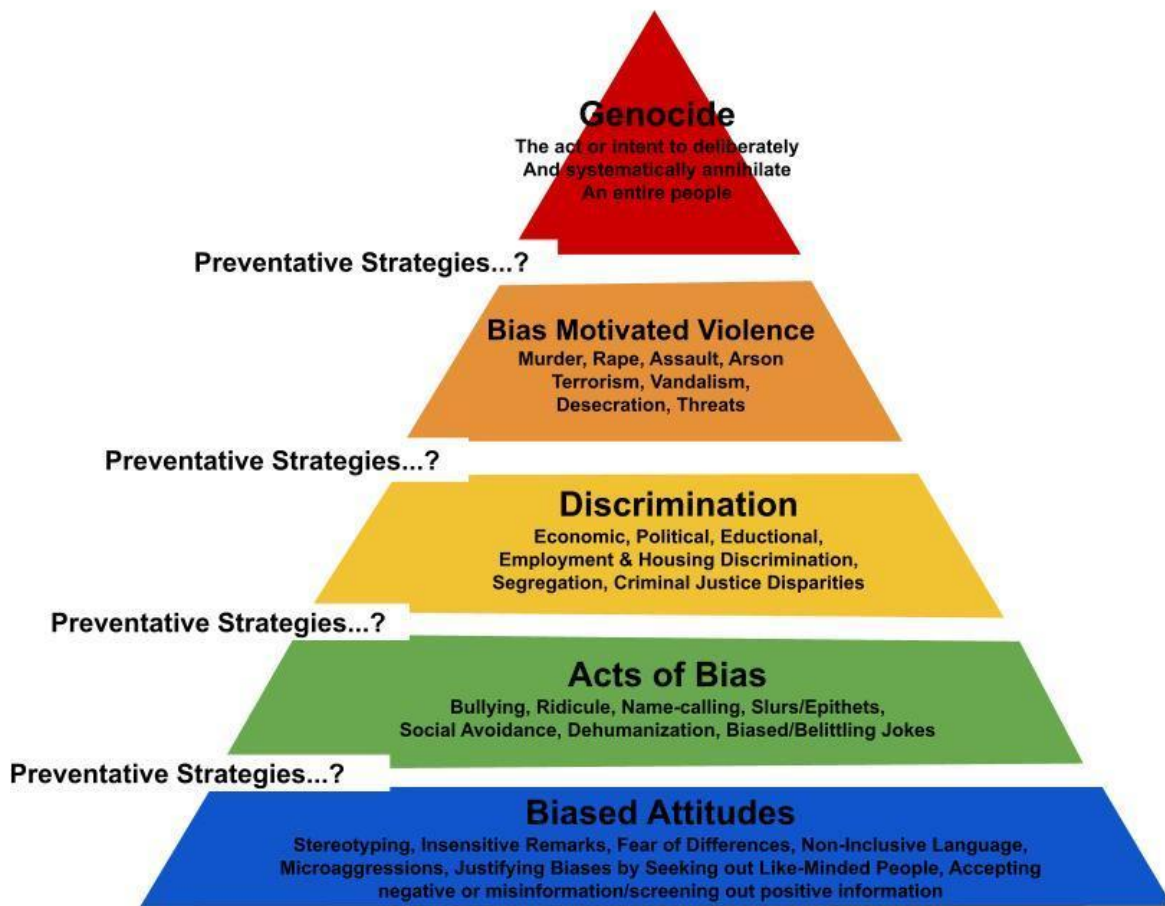 Genocide
The act or intent to deliberately
And systematically annihilate
An entire people
Preventative Strategies...?
Bias Motivated Violence
Murder, Rape, Assault, Arson
Terrorism, Vandalism,
Desecration, Threats
Preventative Strategies...?
Discrimination
Economic, Political, Eductional,
Employment & Housing Discrimination,
Segregation, Criminal Justice Disparities
Preventative Strategies...?
Acts of Bias
Bullying, Ridicule, Name-calling, Slurs/Epithets,
Social Avoidance, Dehumanization, Biased/Belittling Jokes
Preventative Strategies...?
Biased Attitudes
Stereotyping, Insensitive Remarks, Fear of Differences, Non-Inclusive Language,
Microaggressions, Justifying Biases by Seeking out Like-Minded People, Accepting
negative or misinformation/screening out positive information